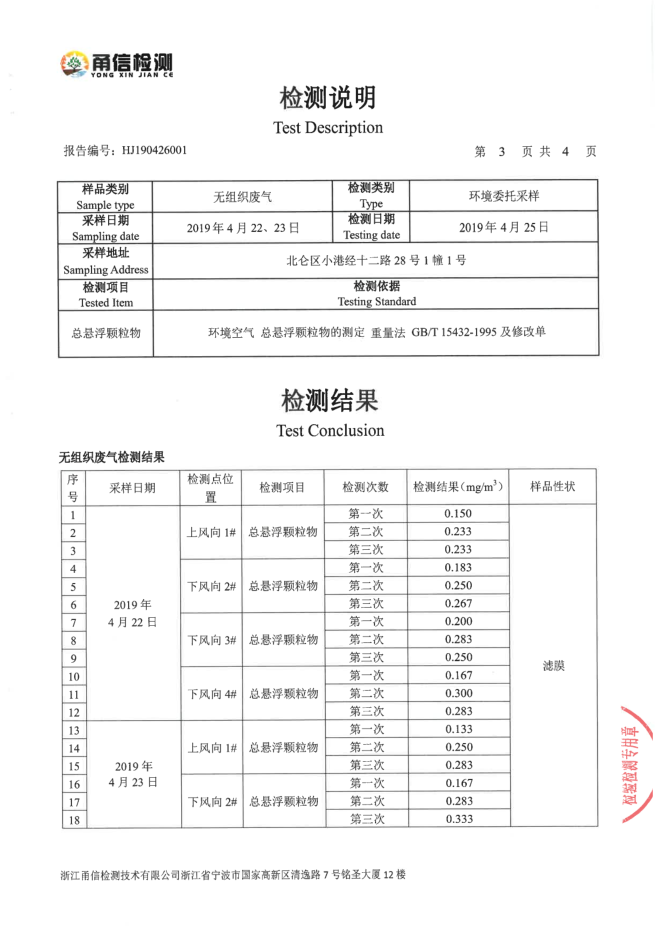 甬信检测
YONG XIN JIAN CE
检测说明
Test Description
报告编号：HJ190426001 第 3 页 共 4 页
样品类别 Sample type 无组织废气 检测类别 Type 环境委托采样
采样日期 Sampling date 2019 年 4 月 22、23 日 检测日期 Testing date 2019 年 4 月 25 日
采样地址 Sampling Address 北仑区小港经十二路 28 号 1 幢 1 号
检测项目 Tested Item 检测依据 Testing Standard
总悬浮颗粒物 环境空气 总悬浮颗粒物的测定 重量法 GB/T 15432-1995 及修改单
检测结果
Test Conclusion
无组织废气检测结果
序号 采样日期 检测点位置 检测项目 检测次数 检测结果（mg/m³） 样品性状
1 2019 年 4 月 22 日 上风向 1# 总悬浮颗粒物 第一次 0.150 滤膜
2 第二次 0.233
3 第三次 0.233
4 下风向 2# 总悬浮颗粒物 第一次 0.183
5 第二次 0.250
6 第三次 0.267
7 下风向 3# 总悬浮颗粒物 第一次 0.200
8 第二次 0.283
9 第三次 0.250
10 下风向 4# 总悬浮颗粒物 第一次 0.167
11 第二次 0.300
12 第三次 0.283
13 2019 年 4 月 23 日 上风向 1# 总悬浮颗粒物 第一次 0.133
14 第二次 0.250
15 第三次 0.283
16 下风向 2# 总悬浮颗粒物 第一次 0.167
17 第二次 0.283
18 第三次 0.333
检验检测专用章
浙江甬信检测技术有限公司浙江省宁波市国家高新区清逸路 7 号铭圣大厦 12 楼